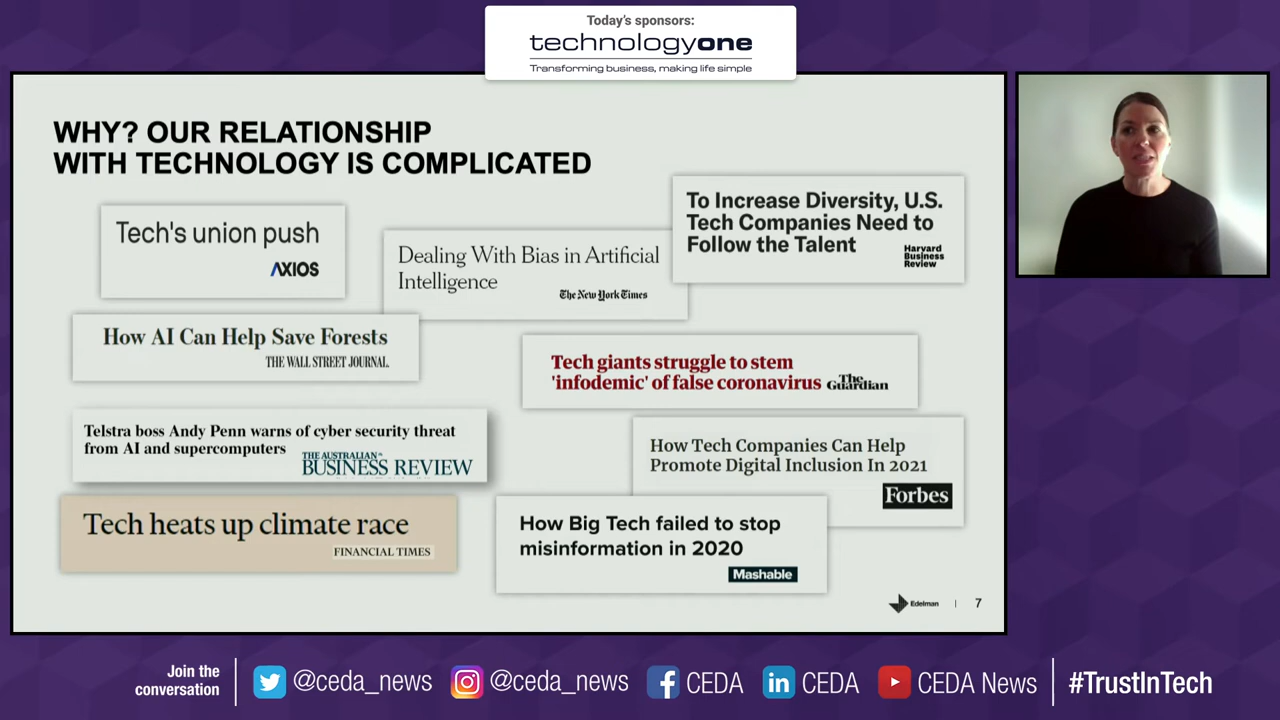 Today's sponsors:
technologyone
Transforming business, making life simple
WHY? OUR RELATIONSHIP
WITH TECHNOLOGY IS COMPLICATED
Tech's union push
AXIOS
Dealing With Bias in Artificial
Intelligence
The New York Times
To Increase Diversity, U.S.
Tech Companies Need to
Follow the Talent
Harvard
Business
Review
How AI Can Help Save Forests
THE WALL STREET JOURNAL.
Tech giants struggle to stem
'infodemic' of false coronavirus
The
Guardian
Telstra boss Andy Penn warns of cyber security threat
from AI and supercomputers
THE AUSTRALIAN
BUSINESS REVIEW
How Tech Companies Can Help
Promote Digital Inclusion In 2021
Forbes
Tech heats up climate race
FINANCIAL TIMES
How Big Tech failed to stop
misinformation in 2020
Mashable
Edelman | 7
Join the
conversation
@ceda_news
@ceda_news
CEDA
CEDA
CEDA News
#TrustInTech